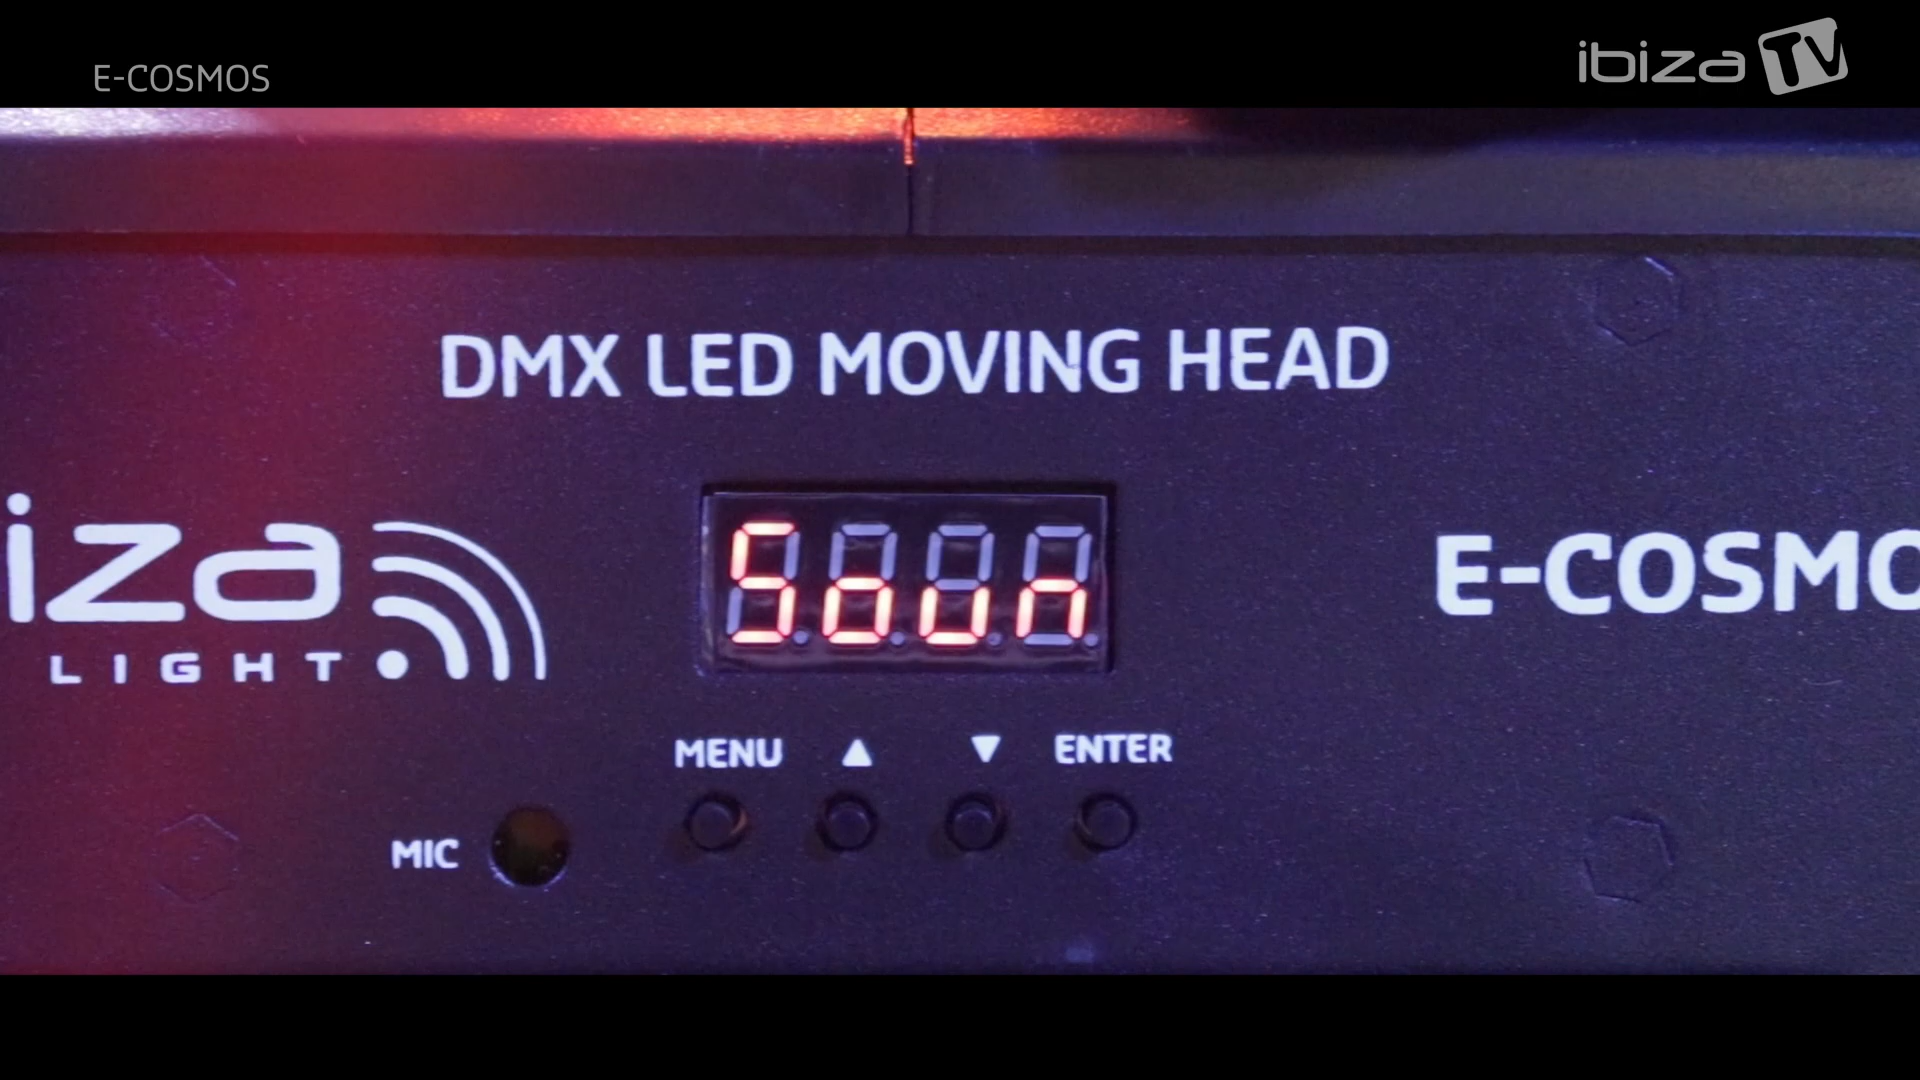 E-COSMOS
ibiza TV
DMX LED MOVING HEAD
iza
LIGHT
Soun
E-COSMO
MENU ▲ ▼ ENTER
MIC